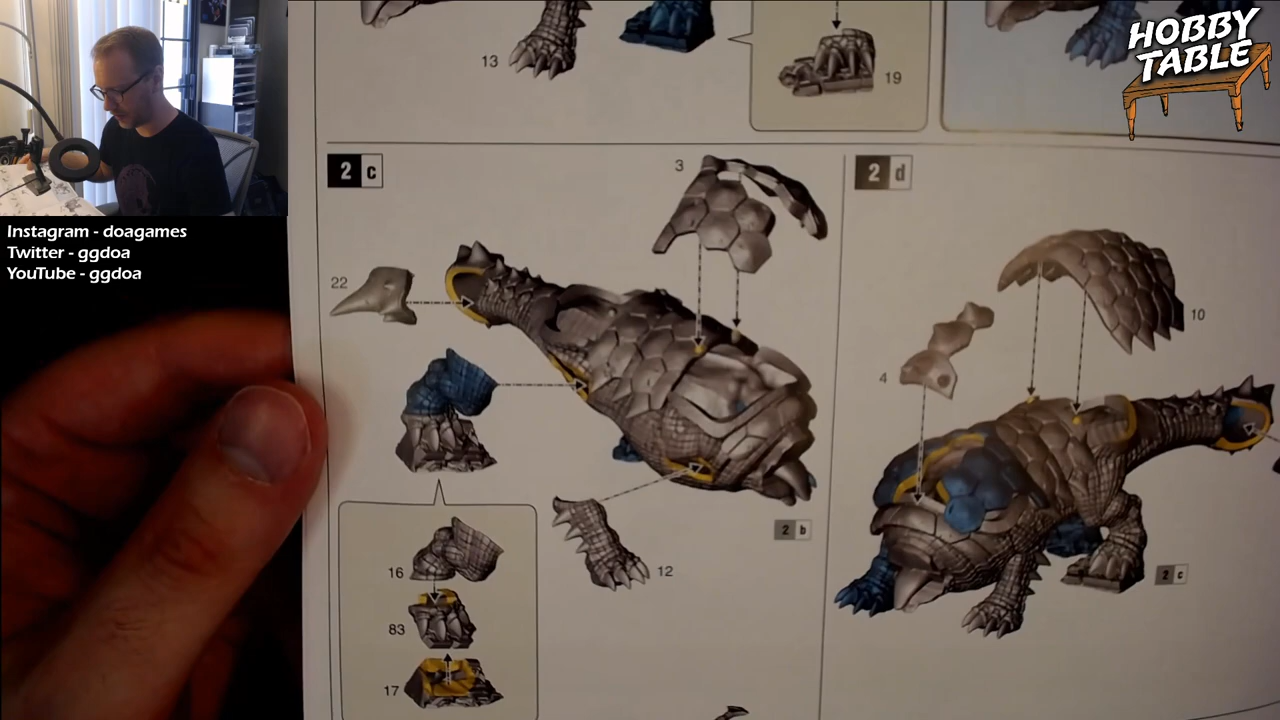 HOBBY
TABLE
Instagram - doagames
Twitter - ggdoa
YouTube - ggdoa
13
19
2 c
3
22
16
83
17
12
2 b
2 d
10
4
2 c